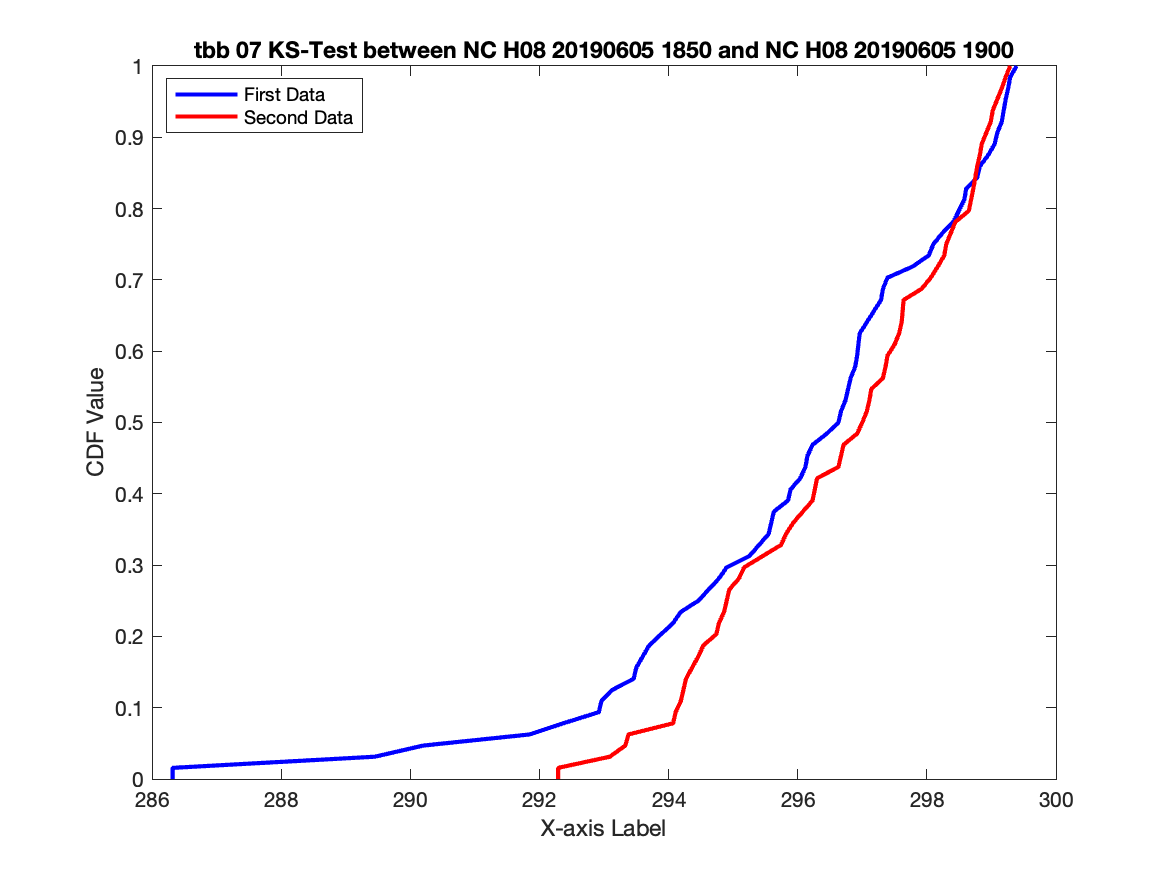 tbb 07 KS-Test between NC H08 20190605 1850 and NC H08 20190605 1900
First Data
Second Data
CDF Value
1
0.9
0.8
0.7
0.6
0.5
0.4
0.3
0.2
0.1
0
286 288 290 292 294 296 298 300
X-axis Label